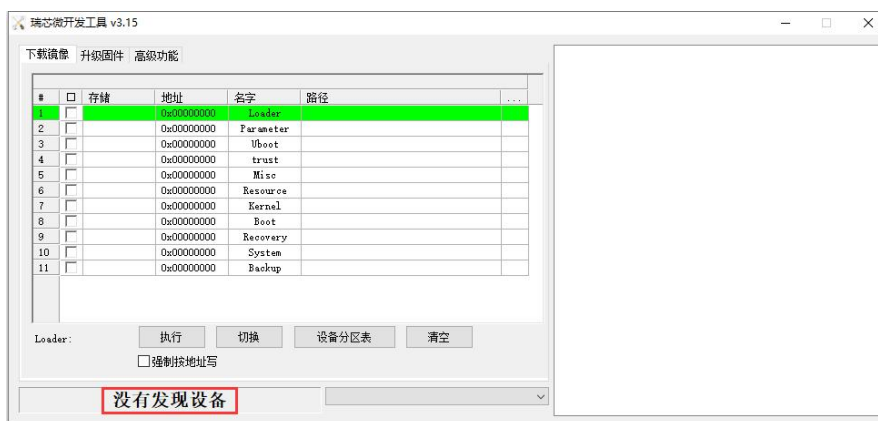 瑞芯微开发工具 v3.15
下载镜像 升级固件 高级功能
# 存储 地址 名字 路径 ...
1 0x00000000 Loader
2 0x00000000 Parameter
3 0x00000000 Uboot
4 0x00000000 trust
5 0x00000000 Misc
6 0x00000000 Resource
7 0x00000000 Kernel
8 0x00000000 Boot
9 0x00000000 Recovery
10 0x00000000 System
11 0x00000000 Backup
Loader: 执行 切换 设备分区表 清空
强制按地址写
没有发现设备